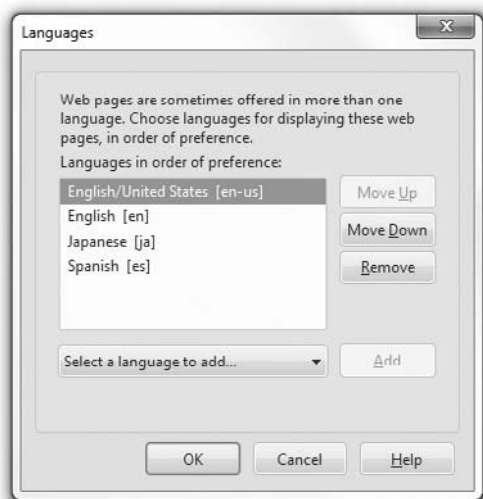 Languages
X
Web pages are sometimes offered in more than one
language. Choose languages for displaying these web
pages, in order of preference.
Languages in order of preference:
English/United States [en-us]
English [en]
Japanese [ja]
Spanish [es]
Move Up
Move Down
Remove
Select a language to add...
Add
OK
Cancel
Help